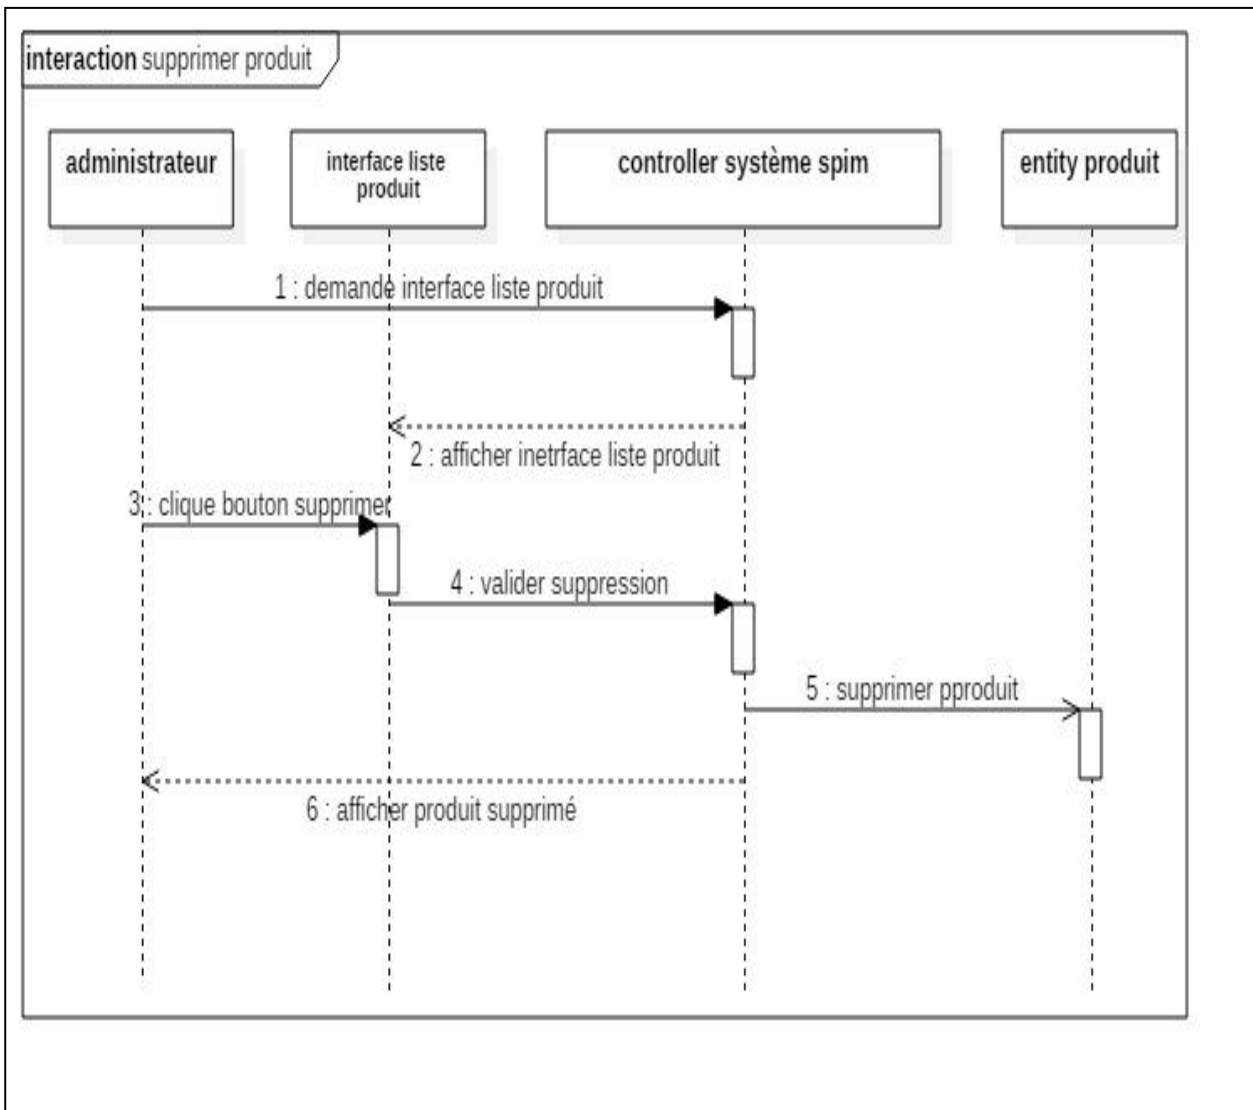 interaction supprimer produit
administrateur
interface liste
produit
controller système spim
entity produit
1 : demande interface liste produit
2 : afficher inetrface liste produit
3 : clique bouton supprimer
4 : valider suppression
5 : supprimer pproduit
6 : afficher produit supprimé